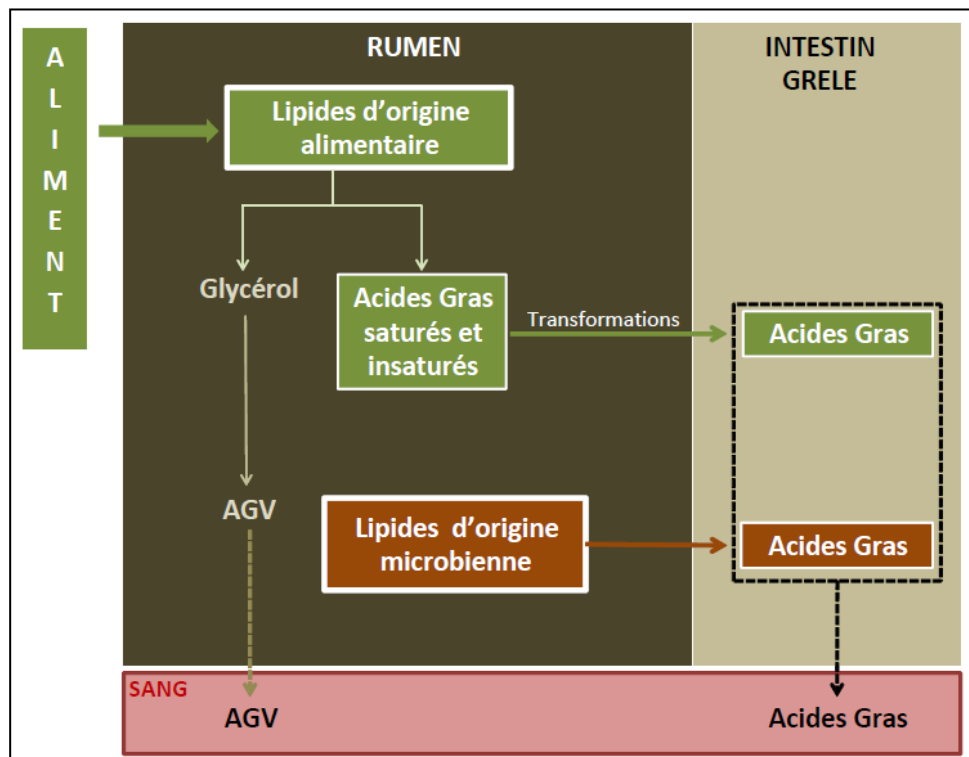 A
L
I
M
E
N
T
RUMEN
INTESTIN
GRELE
Lipides d'origine
alimentaire
Glycérol
Acides Gras
saturés et
insaturés
Transformations
Acides Gras
AGV
Lipides d'origine
microbienne
Acides Gras
SANG
AGV
Acides Gras